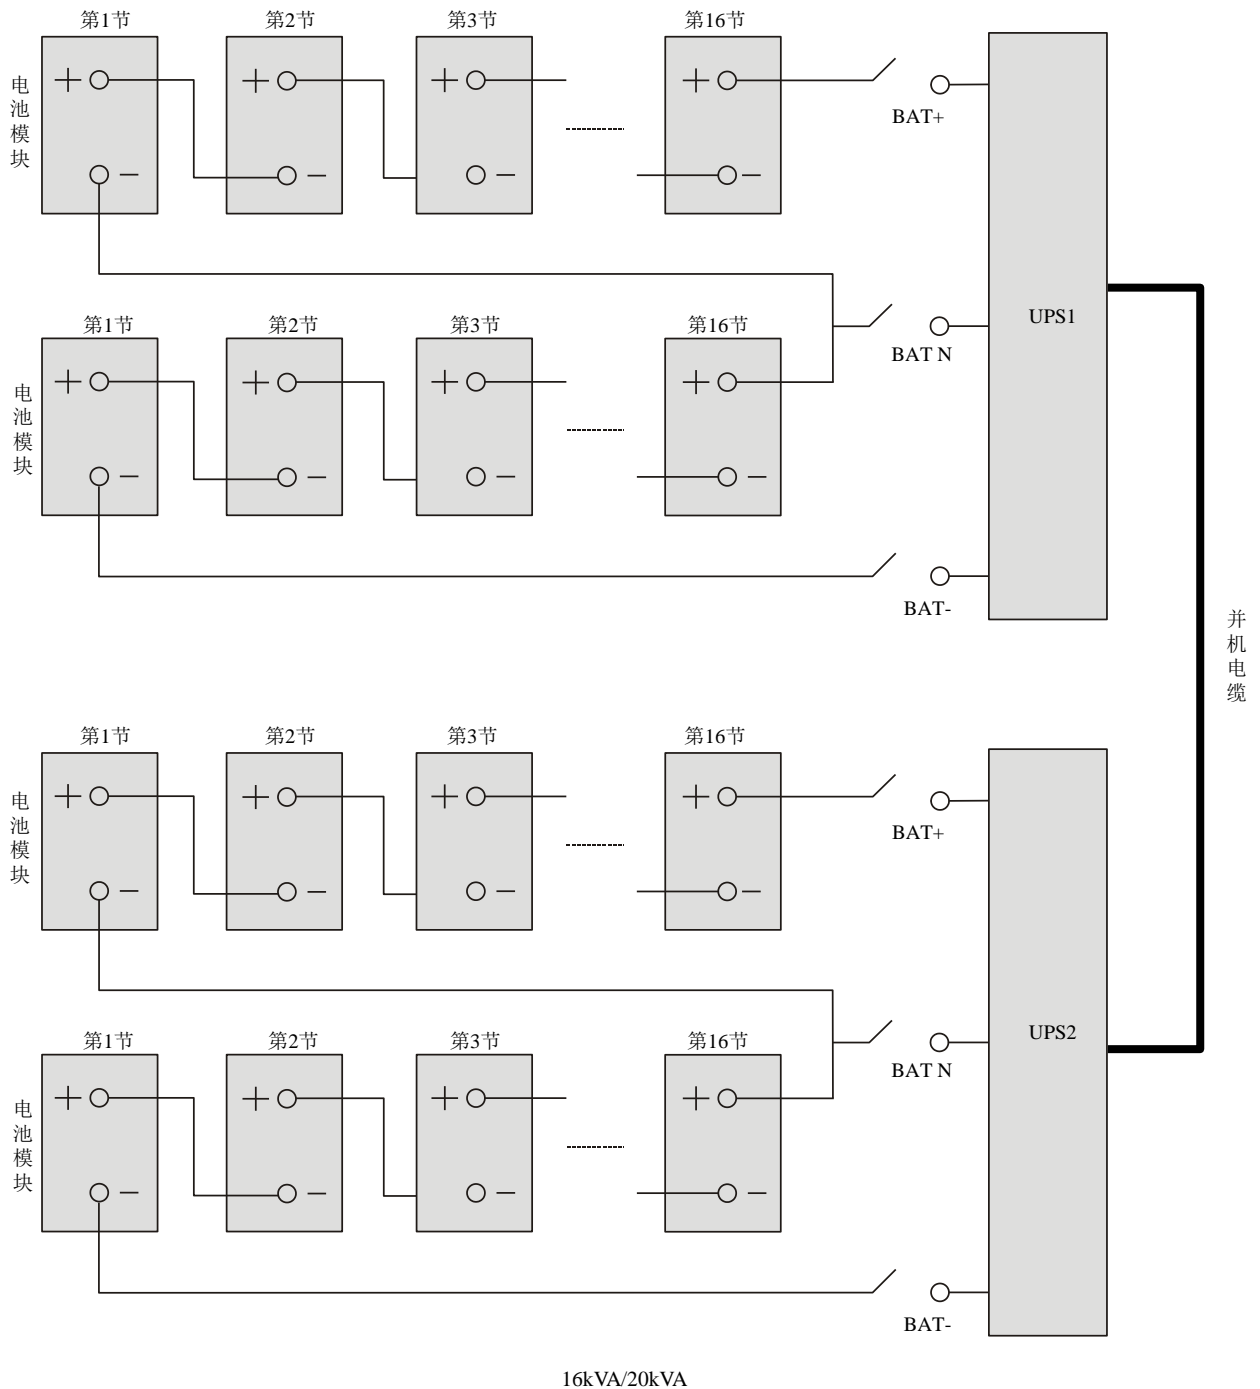 第1节 第2节 第3节 第16节
电池模块
+ + + +
BAT+
- - - -
UPS1
第1节 第2节 第3节 第16节
BAT N
电池模块
+ + + +
- - - -
BAT-
并机电缆
第1节 第2节 第3节 第16节
电池模块
+ + + +
BAT+
- - - -
UPS2
第1节 第2节 第3节 第16节
BAT N
电池模块
+ + + +
- - - -
BAT-
16kVA/20kVA